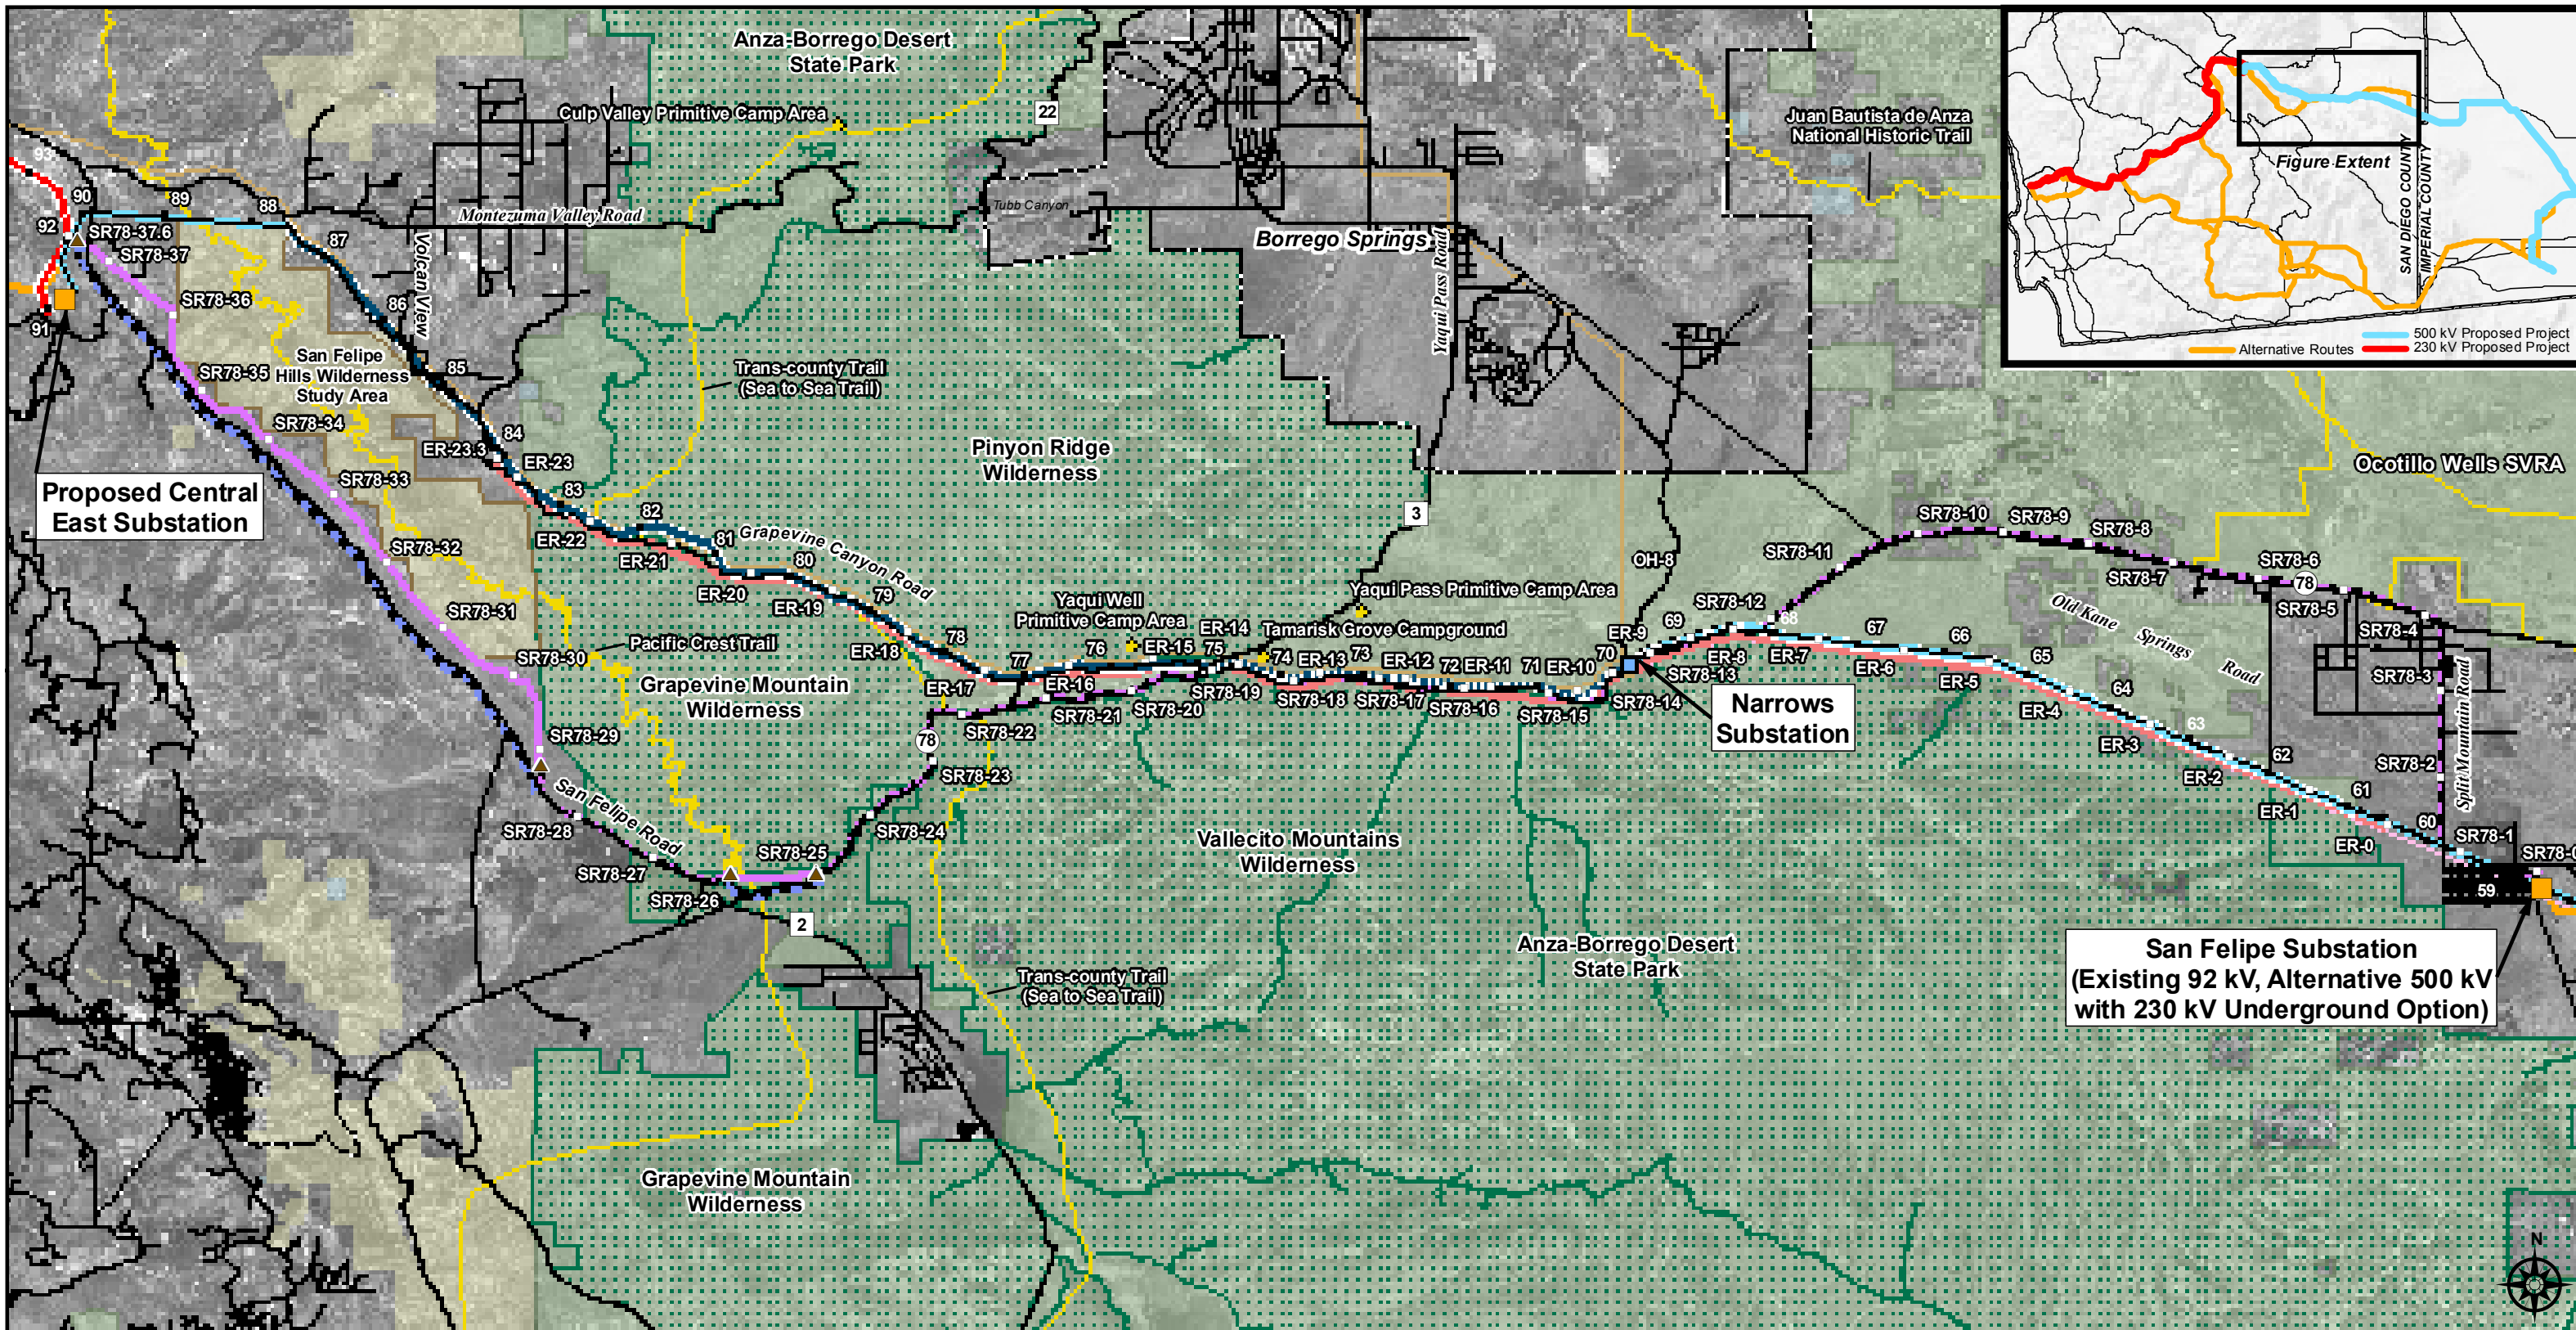 Anza-Borrego Desert
State Park
Culp Valley Primitive Camp Area
22
Juan Bautista de Anza
National Historic Trail
Figure Extent
SAN DIEGO COUNTY
IMPERIAL COUNTY
500 kV Proposed Project
Alternative Routes
230 kV Proposed Project
93
90
89
88
92
SR78-37.6
SR78-37
87
Montezuma Valley Road
Tubb Canyon
Borrego Springs
Yaqui Pass Road
Volcan View
SR78-36
86
91
San Felipe
Hills Wilderness
Study Area
SR78-35
85
Trans-county Trail
(Sea to Sea Trail)
SR78-34
84
ER-23.3
ER-23
Pinyon Ridge
Wilderness
Ocotillo Wells SVRA
SR78-33
83
Proposed Central
East Substation
82
3
SR78-10
SR78-9
SR78-8
ER-22
81
Grapevine Canyon Road
SR78-32
ER-21
80
OH-8
SR78-11
SR78-6
SR78-7
78
ER-20
79
ER-19
Yaqui Well
Primitive Camp Area
Yaqui Pass Primitive Camp Area
SR78-5
Old Kane Springs Road
SR78-31
78
76
ER-15
ER-14
75
Tamarisk Grove Campground
ER-9
69
SR78-12
68
67
66
SR78-4
Pacific Crest Trail
SR78-30
ER-18
77
74
ER-13
73
ER-12
72
ER-11
71
ER-10
70
ER-8
ER-7
ER-6
65
SR78-3
Grapevine Mountain
Wilderness
ER-17
ER-16
SR78-19
SR78-18
SR78-17
SR78-16
SR78-15
SR78-14
SR78-13
ER-5
64
Split Mountain Road
SR78-21
SR78-20
Narrows
Substation
ER-4
63
SR78-29
78
SR78-22
ER-3
62
SR78-2
SR78-23
ER-2
61
San Felipe Road
ER-1
60
SR78-28
SR78-24
Vallecito Mountains
Wilderness
ER-0
SR78-1
SR78-0
SR78-27
SR78-25
59
SR78-26
2
Anza-Borrego Desert
State Park
San Felipe Substation
(Existing 92 kV, Alternative 500 kV
with 230 kV Underground Option)
Trans-county Trail
(Sea to Sea Trail)
Grapevine Mountain
Wilderness
N